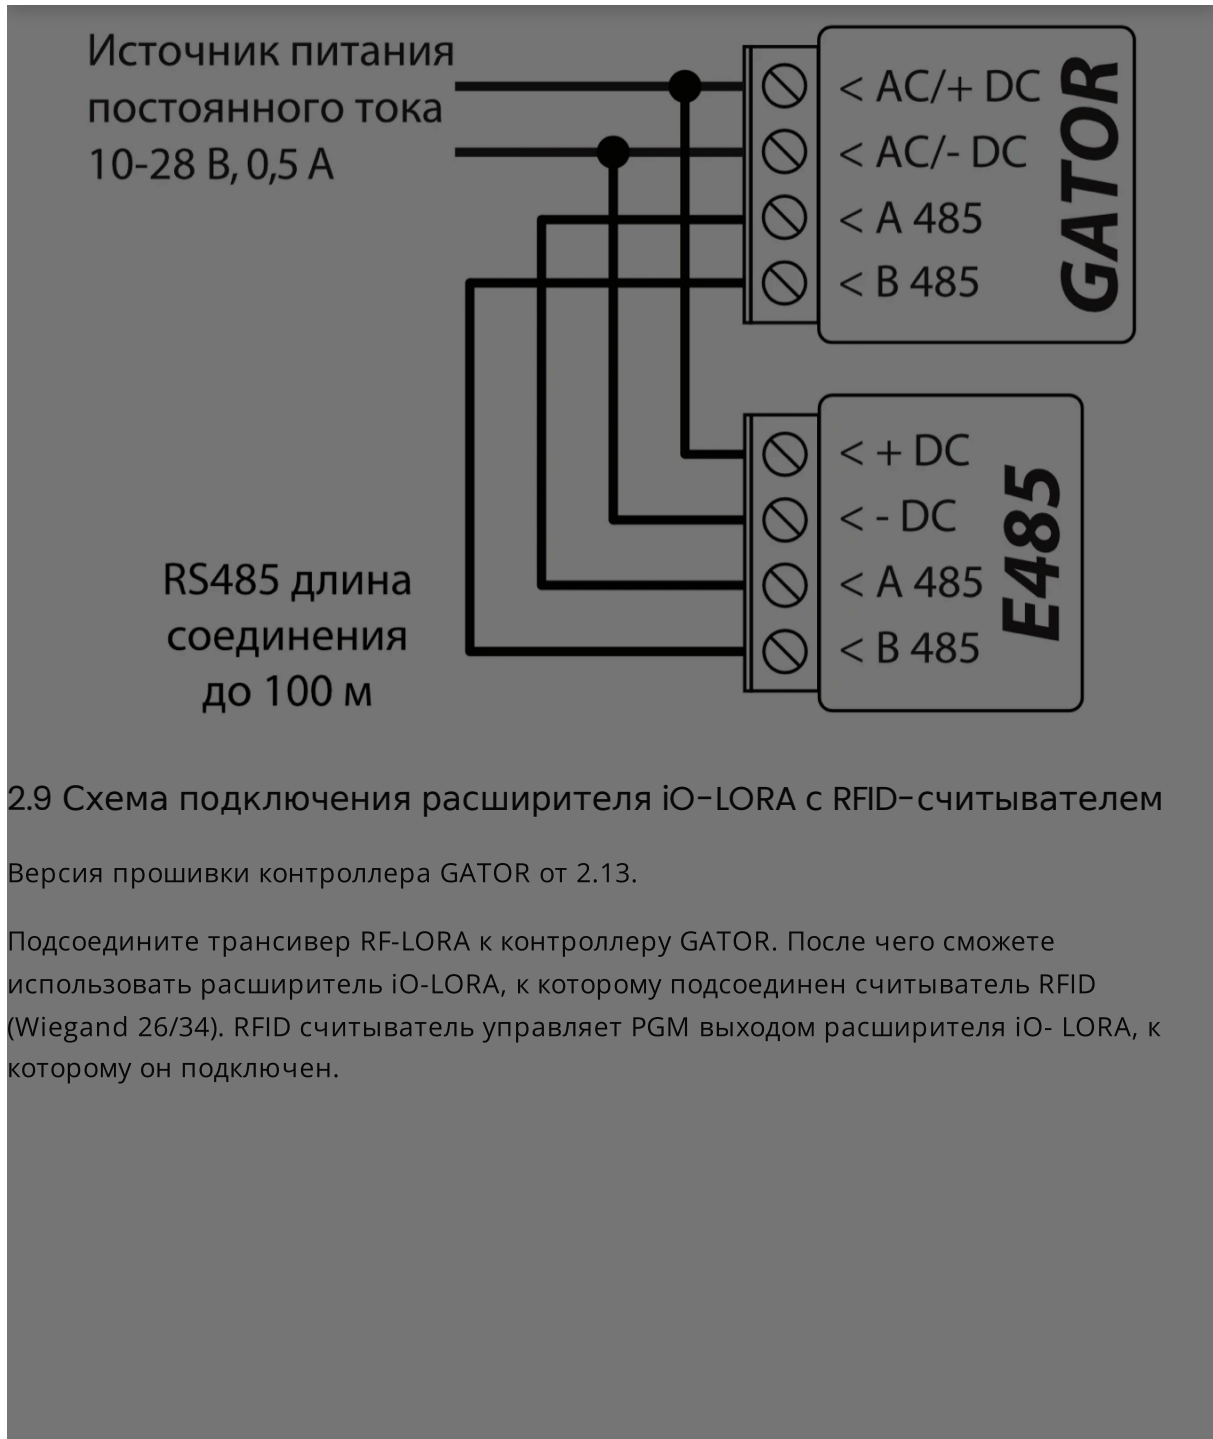 Источник питания
постоянного тока
10-28 В, 0,5 А
< AC/+ DC
< AC/- DC
< A 485
< B 485
GATOR
< + DC
< - DC
< A 485
< B 485
E485
RS485 длина
соединения
до 100 м
2.9 Схема подключения расширителя iO-LORA с RFID-считывателем
Версия прошивки контроллера GATOR от 2.13.
Подсоедините трансивер RF-LORA к контроллеру GATOR. После чего сможете
использовать расширитель iO-LORA, к которому подсоединен считыватель RFID
(Wiegand 26/34). RFID считыватель управляет PGM выходом расширителя iO- LORA, к
которому он подключен.